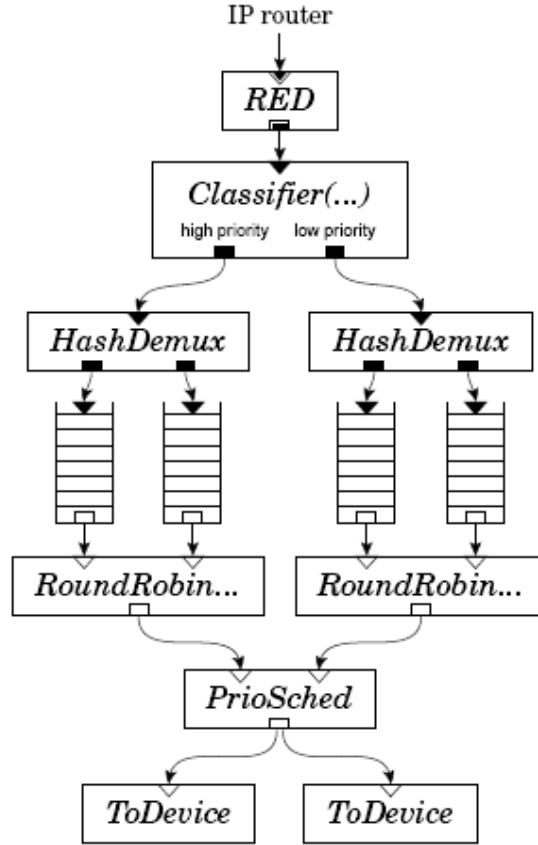 IP router
RED
Classifier(...)
high priority low priority
HashDemux HashDemux
RoundRobin... RoundRobin...
PrioSched
ToDevice ToDevice